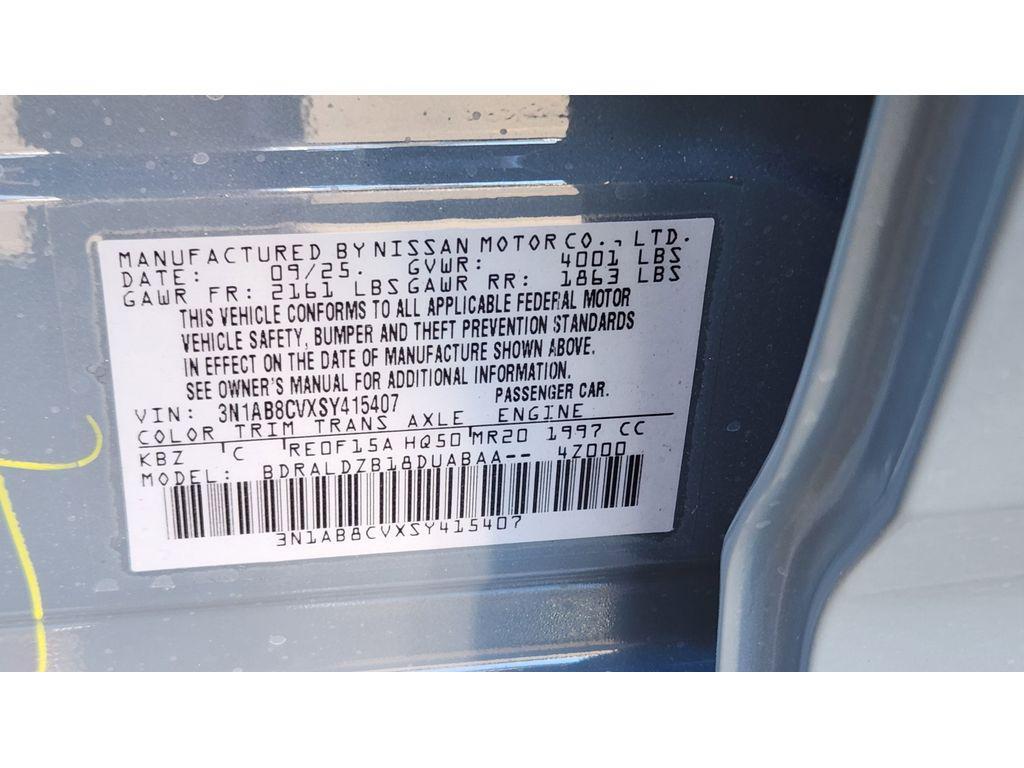 MANUFACTURED BY NISSAN MOTOR CO., LTD.
DATE: 09/25. GVWR: 4001 LBS
GAWR FR: 2161 LBS GAWR RR: 1863 LBS
THIS VEHICLE CONFORMS TO ALL APPLICABLE FEDERAL MOTOR
VEHICLE SAFETY, BUMPER AND THEFT PREVENTION STANDARDS
IN EFFECT ON THE DATE OF MANUFACTURE SHOWN ABOVE.
SEE OWNER'S MANUAL FOR ADDITIONAL INFORMATION.
VIN: 3N1AB8CVXSY415407 PASSENGER CAR.
COLOR TRIM TRANS AXLE ENGINE
KBZ C RE0F15A HQ50 MR20 1997 CC
MODEL: BDRALDZB18DUABAA-- 4Z000
3N1AB8CVXSY415407